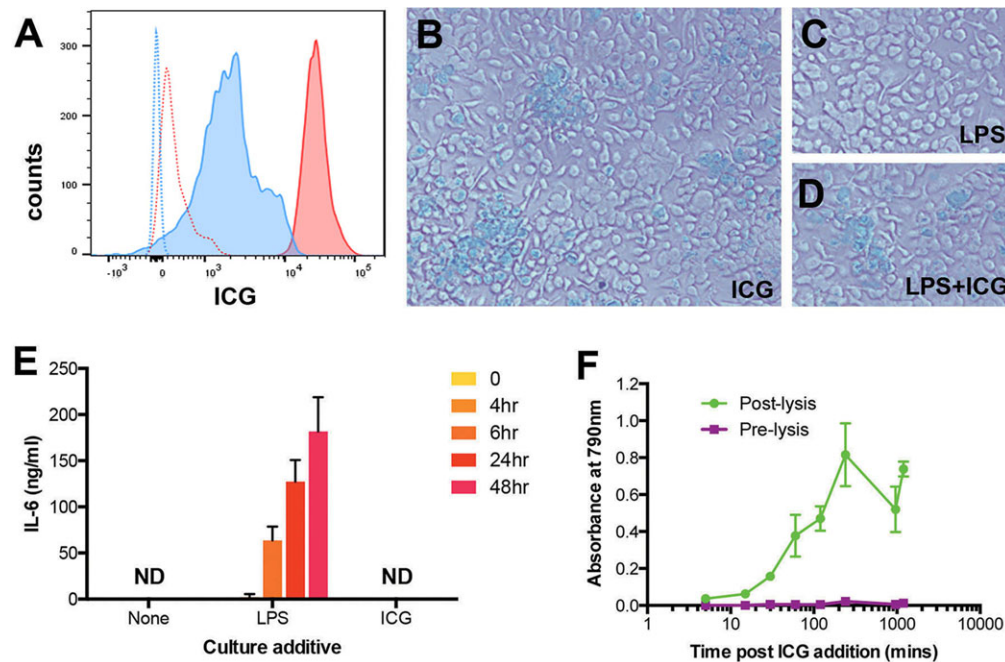 A
counts
300
200
100
0
-10³
0
10³
10⁴
10⁵
ICG
B
ICG
C
LPS
D
LPS+ICG
E
IL-6 (ng/ml)
250
200
150
100
50
0
ND
ND
None
LPS
ICG
Culture additive
0
4hr
6hr
24hr
48hr
F
Absorbance at 790nm
1.2
1.0
0.8
0.6
0.4
0.2
0.0
Post-lysis
Pre-lysis
1
10
100
1000
10000
Time post ICG addition (mins)